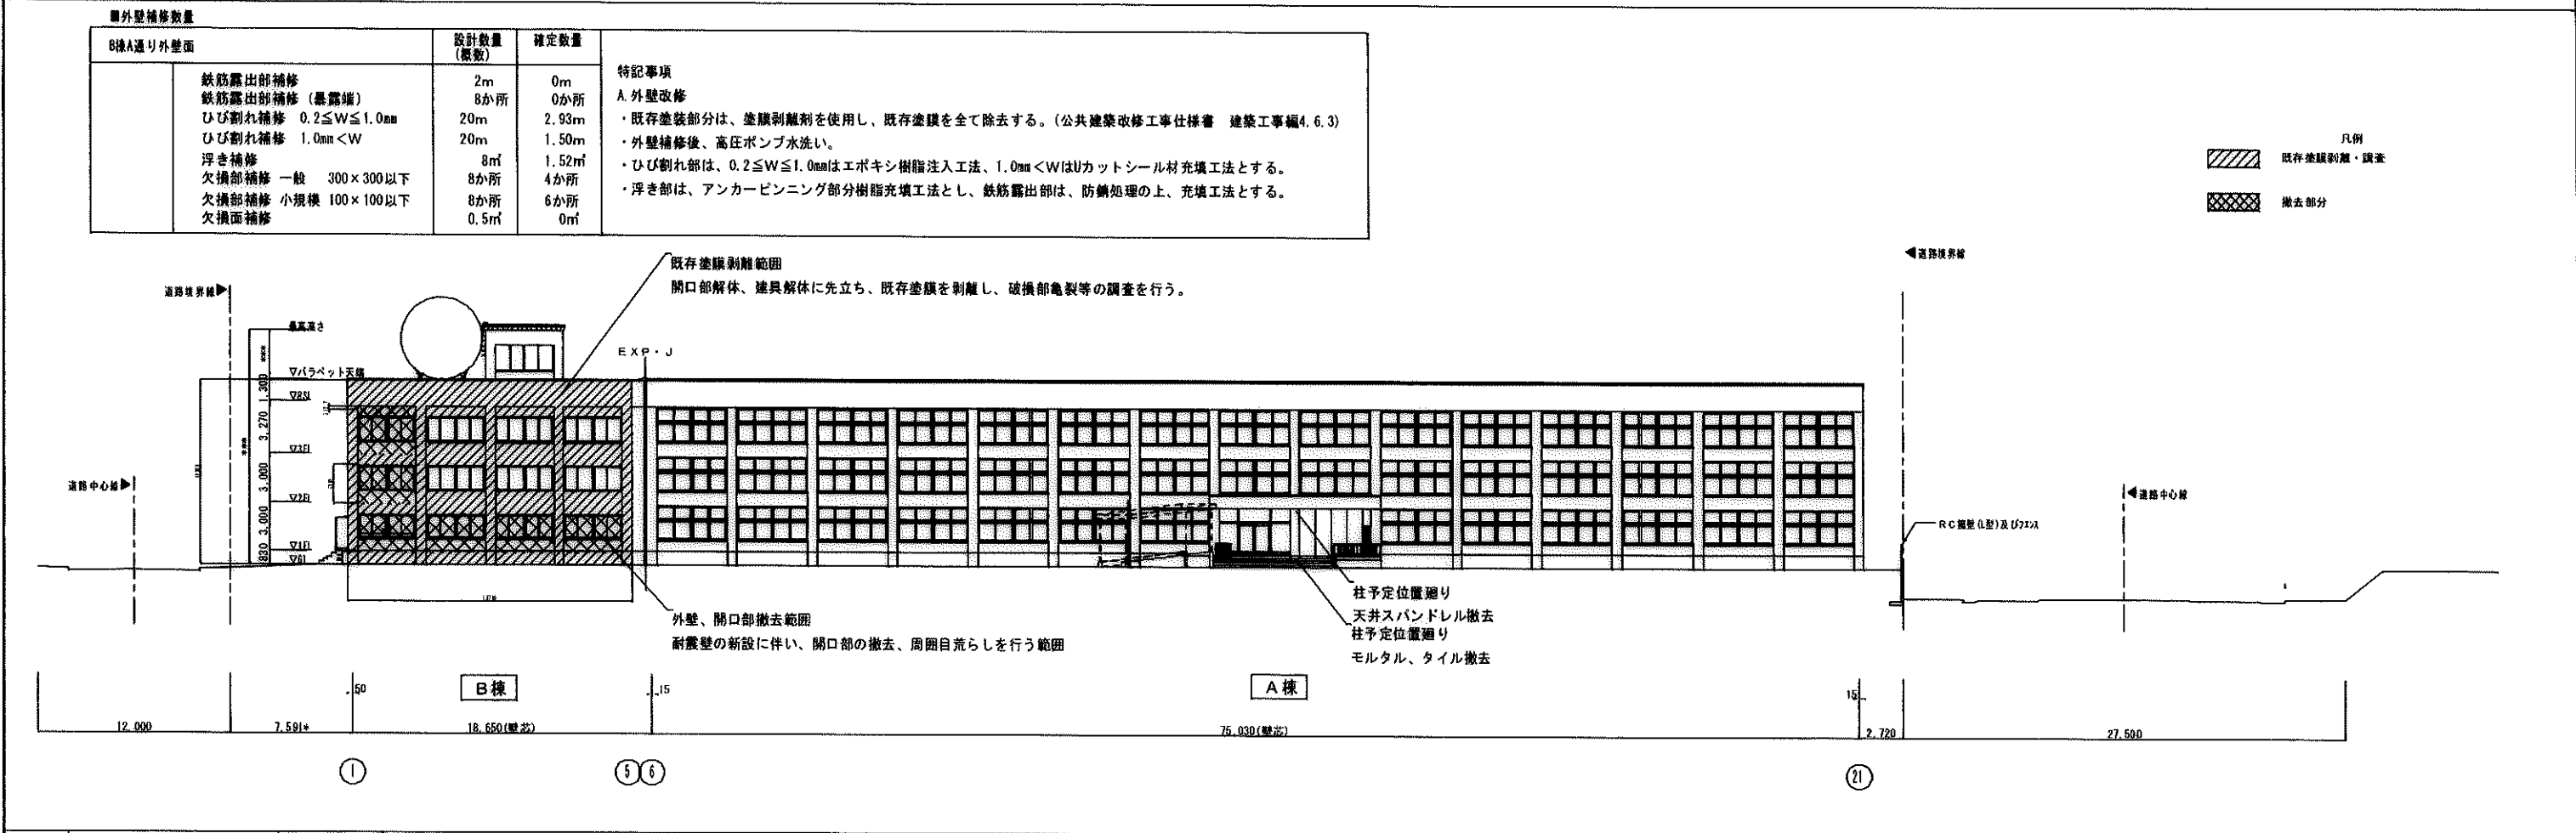 ■外壁補修数量
B棟A通り外壁面 設計数量(概数) 確定数量
鉄筋露出部補修 2m 0m
鉄筋露出部補修（暴露端） 8か所 0か所
ひび割れ補修 0.2≦W≦1.0mm 20m 2.93m
ひび割れ補修 1.0mm＜W 20m 1.50m
浮き補修 8㎡ 1.52㎡
欠損部補修 一般 300×300以下 8か所 4か所
欠損部補修 小規模 100×100以下 8か所 6か所
欠損面補修 0.5㎡ 0㎡
特記事項
A.外壁改修
・既存塗装部分は、塗膜剥離剤を使用し、既存塗膜を全て除去する。(公共建築改修工事仕様書 建築工事編4.6.3)
・外壁補修後、高圧ポンプ水洗い。
・ひび割れ部は、0.2≦W≦1.0mmはエポキシ樹脂注入工法、1.0mm＜WはUカットシール材充填工法とする。
・浮き部は、アンカーピンニング部分樹脂充填工法とし、鉄筋露出部は、防錆処理の上、充填工法とする。
凡例
既存塗膜剥離・調査
撤去部分
道路境界線
既存塗膜剥離範囲
開口部解体、建具解体に先立ち、既存塗膜を剥離し、破損部亀裂等の調査を行う。
道路境界線
最高高さ
EXP・J
▽パラペット天端
1,300
▽RSL
3,270
▽3FL
3,000
▽2FL
3,000
▽1FL
830
▽GL
道路中心線
道路中心線
RC擁壁(L型)及びフェンス
外壁、開口部撤去範囲
耐震壁の新設に伴い、開口部の撤去、周囲目荒らしを行う範囲
柱予定位置廻り
天井スパンドレル撤去
柱予定位置廻り
モルタル、タイル撤去
50
B棟
15
A棟
15
12,000
7,591*
18,650(壁芯)
75,030(壁芯)
2,720
27,500
1
5
6
21